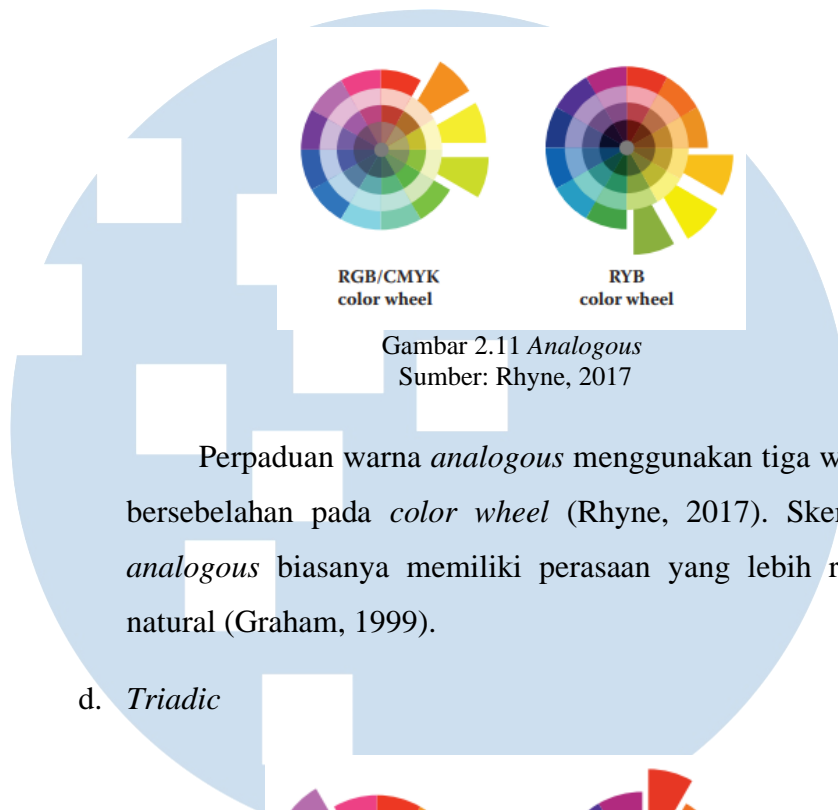 RGB/CMYK RYB
color wheel color wheel
Gambar 2.11 Analogous
Sumber: Rhyne, 2017
Perpaduan warna analogous menggunakan tiga
bersebelahan pada color wheel (Rhyne, 2017).
analogous biasanya memiliki perasaan yang lebih
natural (Graham, 1999).
d. Triadic